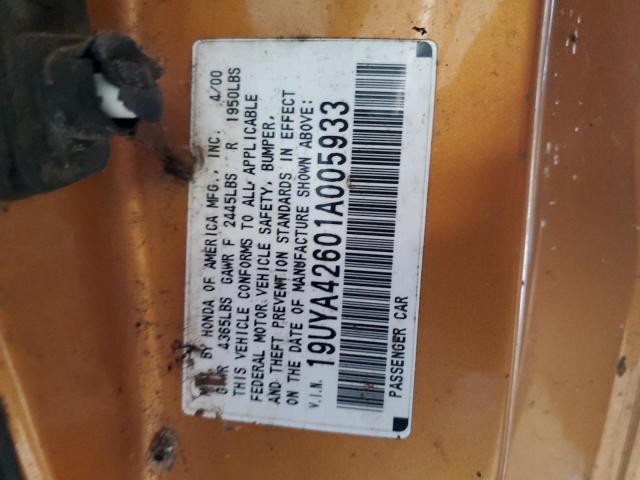 BY HONDA OF AMERICA MFG., INC. 4/00
4365LBS GAWR F 2445LBS R 1950LBS
THIS VEHICLE CONFORMS TO ALL APPLICABLE
FEDERAL MOTOR VEHICLE SAFETY, BUMPER,
AND THEFT PREVENTION STANDARDS IN EFFECT
ON THE DATE OF MANUFACTURE SHOWN ABOVE:
V.I.N. 19UYA42601A005933
PASSENGER CAR